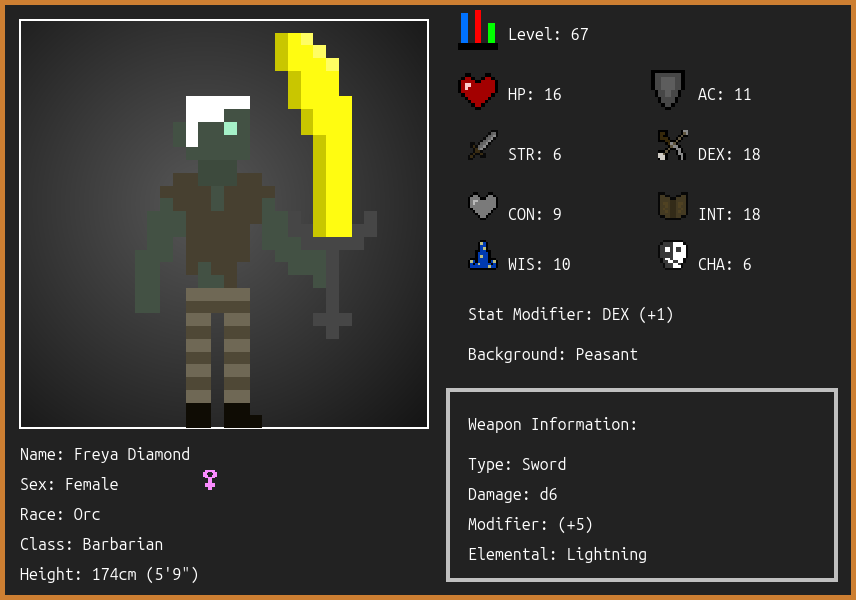 Level: 67
HP: 16
AC: 11
STR: 6
DEX: 18
CON: 9
INT: 18
WIS: 10
CHA: 6
Stat Modifier: DEX (+1)
Background: Peasant
Weapon Information:
Type: Sword
Damage: d6
Modifier: (+5)
Elemental: Lightning
Name: Freya Diamond
Sex: Female
Race: Orc
Class: Barbarian
Height: 174cm (5'9")